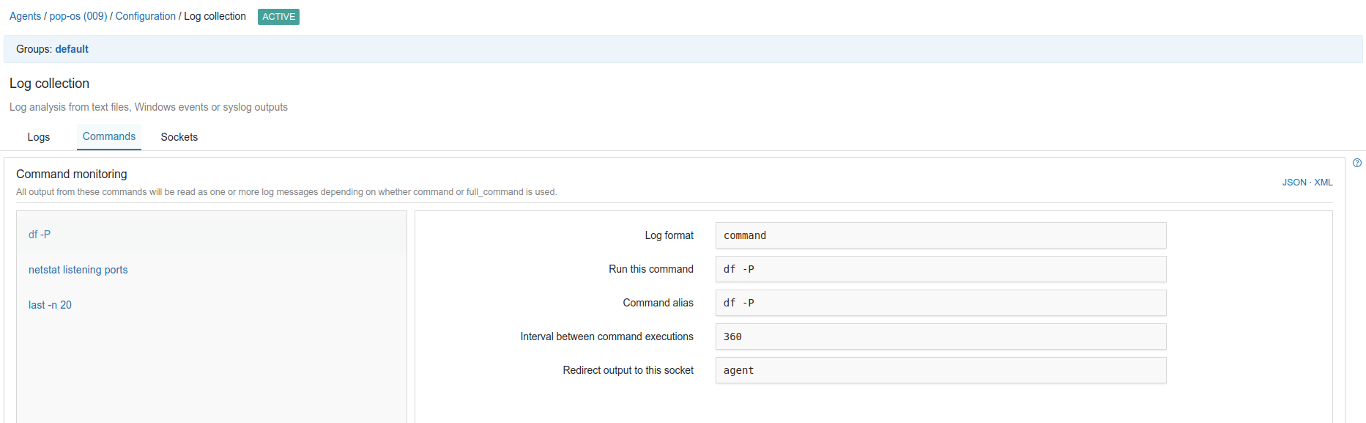 Agents / pop-os (009) / Configuration / Log collection ACTIVE
Groups: default
Log collection
Log analysis from text files, Windows events or syslog outputs
Logs Commands Sockets
Command monitoring
All output from these commands will be read as one or more log messages depending on whether command or full_command is used.
JSON · XML
df -P
netstat listening ports
last -n 20
Log format command
Run this command df -P
Command alias df -P
Interval between command executions 360
Redirect output to this socket agent